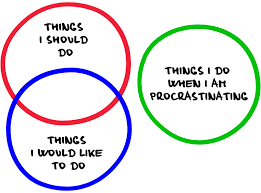 THINGS
I SHOULD
DO
THINGS I DO
WHEN I AM
PROCRASTINATING
THINGS
I WOULD LIKE
TO DO